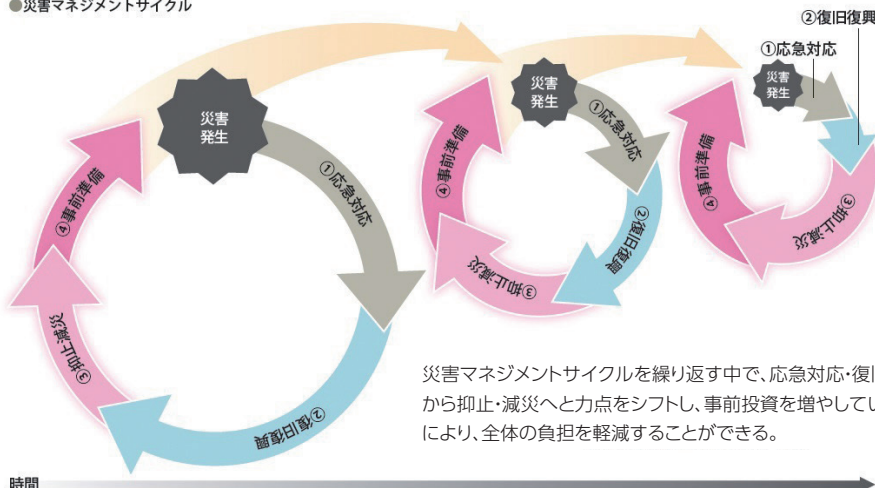 ●災害マネジメントサイクル
災害
発生
①応急対応
②復旧復興
③抑止減災
④事前準備
災害
発生
①応急対応
②復旧復興
③抑止減災
④事前準備
②復旧復興
①応急対応
災害
発生
③抑止減災
④事前準備
災害マネジメントサイクルを繰り返す中で、応急対応・復旧
から抑止・減災へと力点をシフトし、事前投資を増やしてい
により、全体の負担を軽減することができる。
時間